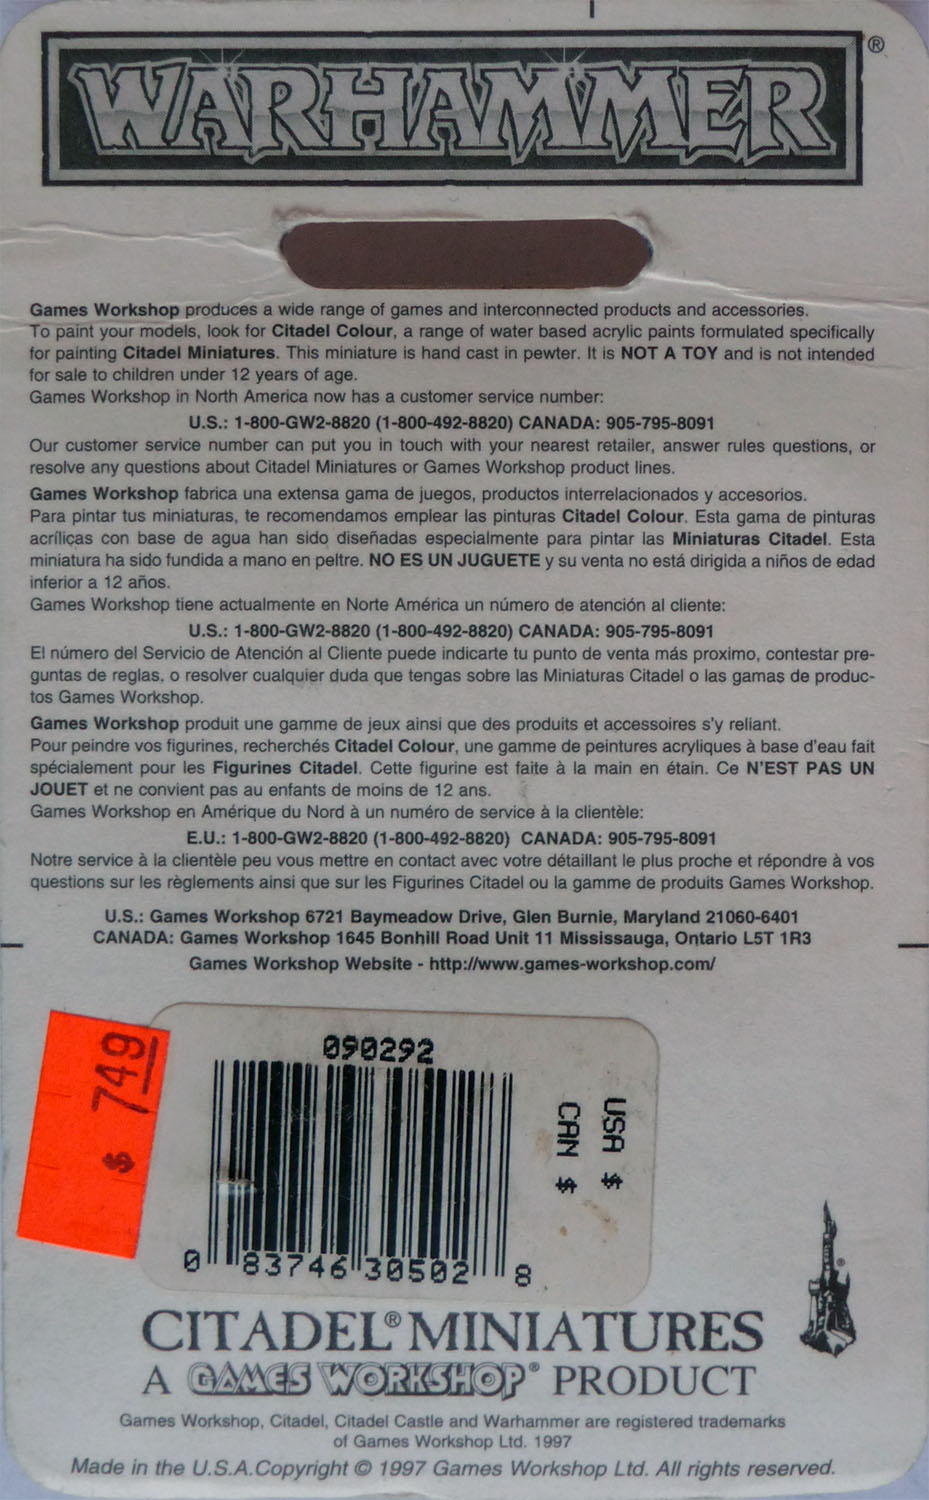 WARHAMMER®
Games Workshop produces a wide range of games and interconnected products and accessories.
To paint your models, look for Citadel Colour, a range of water based acrylic paints formulated specifically
for painting Citadel Miniatures. This miniature is hand cast in pewter. It is NOT A TOY and is not intended
for sale to children under 12 years of age.
Games Workshop in North America now has a customer service number:
U.S.: 1-800-GW2-8820 (1-800-492-8820) CANADA: 905-795-8091
Our customer service number can put you in touch with your nearest retailer, answer rules questions, or
resolve any questions about Citadel Miniatures or Games Workshop product lines.
Games Workshop fabrica una extensa gama de juegos, productos interrelacionados y accesorios.
Para pintar tus miniaturas, te recomendamos emplear las pinturas Citadel Colour. Esta gama de pinturas
acrílicas con base de agua han sido diseñadas especialmente para pintar las Miniaturas Citadel. Esta
miniatura ha sido fundida a mano en peltre. NO ES UN JUGUETE y su venta no está dirigida a niños de edad
inferior a 12 años.
Games Workshop tiene actualmente en Norte América un número de atención al cliente:
U.S.: 1-800-GW2-8820 (1-800-492-8820) CANADA: 905-795-8091
El número del Servicio de Atención al Cliente puede indicarte tu punto de venta más proximo, contestar pre-
guntas de reglas, o resolver cualquier duda que tengas sobre las Miniaturas Citadel o las gamas de produc-
tos Games Workshop.
Games Workshop produit une gamme de jeux ainsi que des produits et accessoires s'y reliant.
Pour peindre vos figurines, recherchés Citadel Colour, une gamme de peintures acryliques à base d'eau fait
spécialement pour les Figurines Citadel. Cette figurine est faite à la main en étain. Ce N'EST PAS UN
JOUET et ne convient pas au enfants de moins de 12 ans.
Games Workshop en Amérique du Nord à un numéro de service à la clientèle:
E.U.: 1-800-GW2-8820 (1-800-492-8820) CANADA: 905-795-8091
Notre service à la clientèle peu vous mettre en contact avec votre détaillant le plus proche et répondre à vos
questions sur les règlements ainsi que sur les Figurines Citadel ou la gamme de produits Games Workshop.
U.S.: Games Workshop 6721 Baymeadow Drive, Glen Burnie, Maryland 21060-6401
CANADA: Games Workshop 1645 Bonhill Road Unit 11 Mississauga, Ontario L5T 1R3
Games Workshop Website - http://www.games-workshop.com/
$ 749
090292
USA $
CAN $
0 83746 30502 8
CITADEL® MINIATURES
A GAMES WORKSHOP® PRODUCT
Games Workshop, Citadel, Citadel Castle and Warhammer are registered trademarks
of Games Workshop Ltd. 1997
Made in the U.S.A.Copyright © 1997 Games Workshop Ltd. All rights reserved.